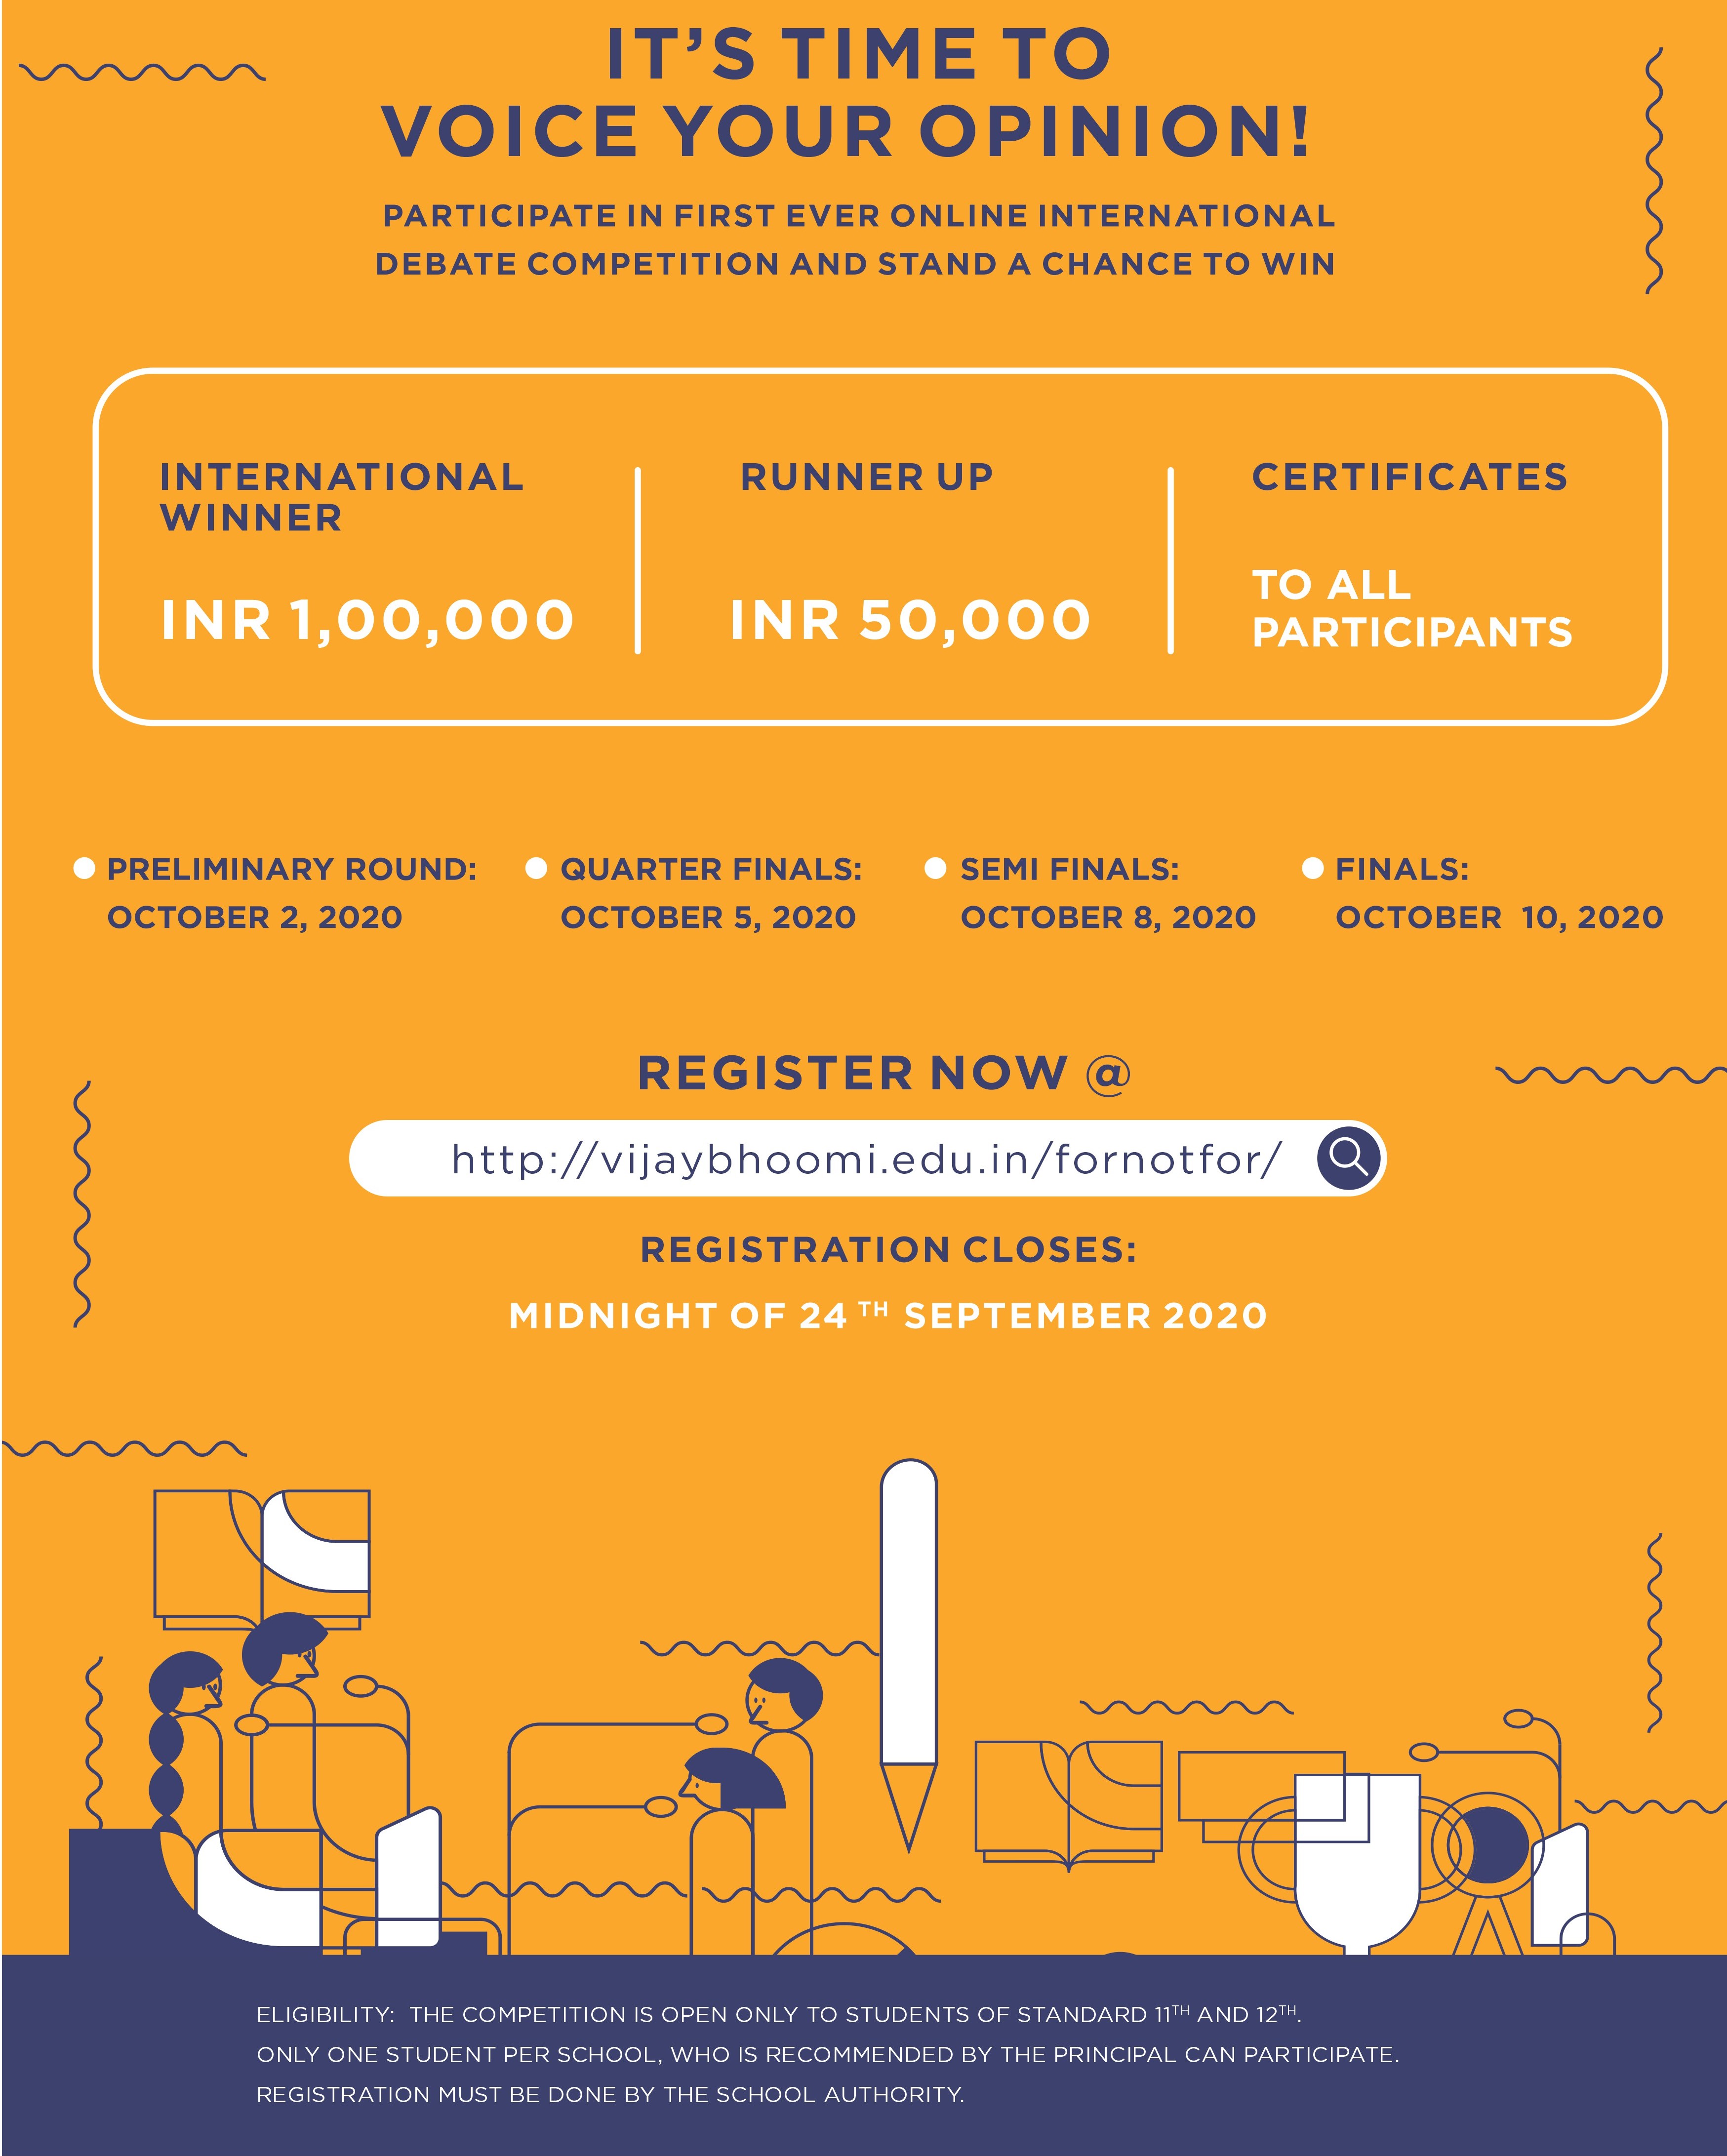 IT'S TIME TO
VOICE YOUR OPINION!
PARTICIPATE IN FIRST EVER ONLINE INTERNATIONAL
DEBATE COMPETITION AND STAND A CHANCE TO WIN
INTERNATIONAL
WINNER
INR 1,00,000
RUNNER UP
INR 50,000
CERTIFICATES
TO ALL
PARTICIPANTS
PRELIMINARY ROUND:
OCTOBER 2, 2020
QUARTER FINALS:
OCTOBER 5, 2020
SEMI FINALS:
OCTOBER 8, 2020
FINALS:
OCTOBER 10, 2020
REGISTER NOW @
http://vijaybhoomi.edu.in/fornotfor/
REGISTRATION CLOSES:
MIDNIGHT OF 24 TH SEPTEMBER 2020
ELIGIBILITY: THE COMPETITION IS OPEN ONLY TO STUDENTS OF STANDARD 11TH AND 12TH.
ONLY ONE STUDENT PER SCHOOL, WHO IS RECOMMENDED BY THE PRINCIPAL CAN PARTICIPATE.
REGISTRATION MUST BE DONE BY THE SCHOOL AUTHORITY.